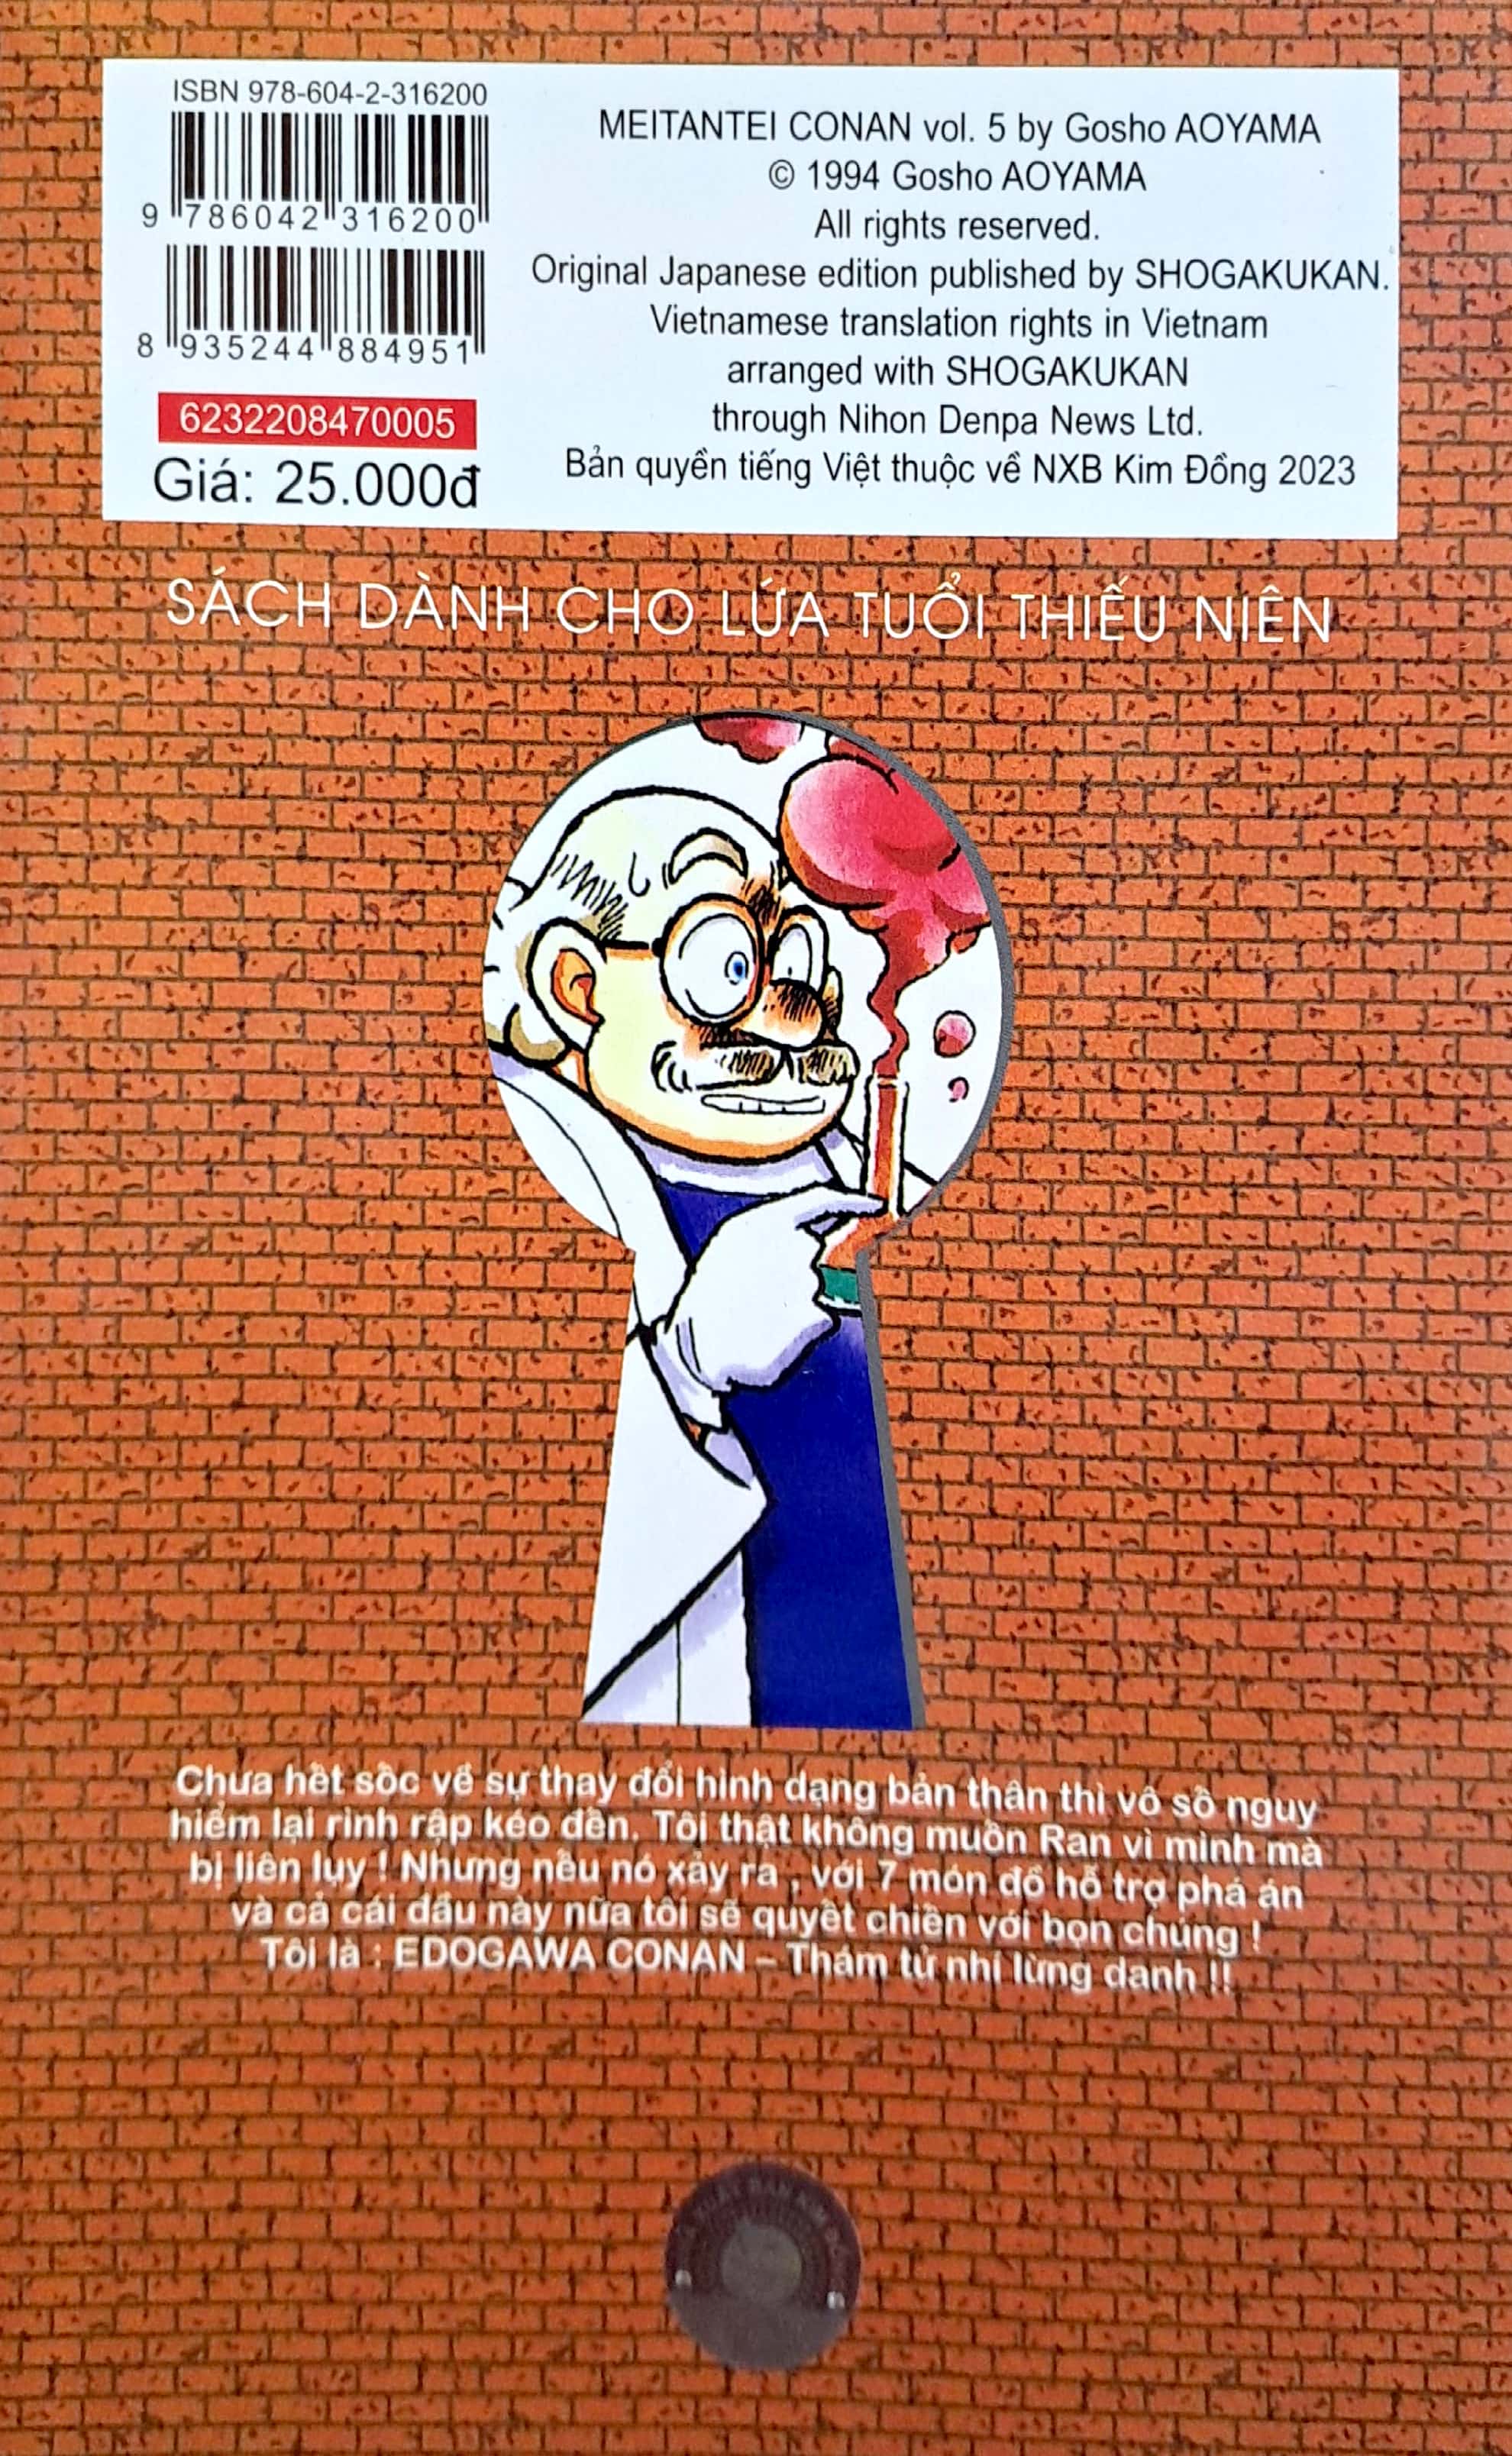 ISBN 978-604-2-316200
9 786042 316200
8 935244 884951
6232208470005
Giá: 25.000đ
MEITANTEI CONAN vol. 5 by Gosho AOYAMA
© 1994 Gosho AOYAMA
All rights reserved.
Original Japanese edition published by SHOGAKUKAN.
Vietnamese translation rights in Vietnam
arranged with SHOGAKUKAN
through Nihon Denpa News Ltd.
Bản quyền tiếng Việt thuộc về NXB Kim Đồng 2023
SÁCH DÀNH CHO LỨA TUỔI THIẾU NIÊN
Chưa hết sốc về sự thay đổi hình dạng bản thân thì vô số nguy
hiểm lại rình rập kéo đến. Tôi thật không muốn Ran vì mình mà
bị liên lụy ! Nhưng nếu nó xảy ra , với 7 món đồ hỗ trợ phá án
và cả cái đầu này nữa tôi sẽ quyết chiến với bọn chúng !
Tôi là : EDOGAWA CONAN – Thám tử nhí lừng danh !!